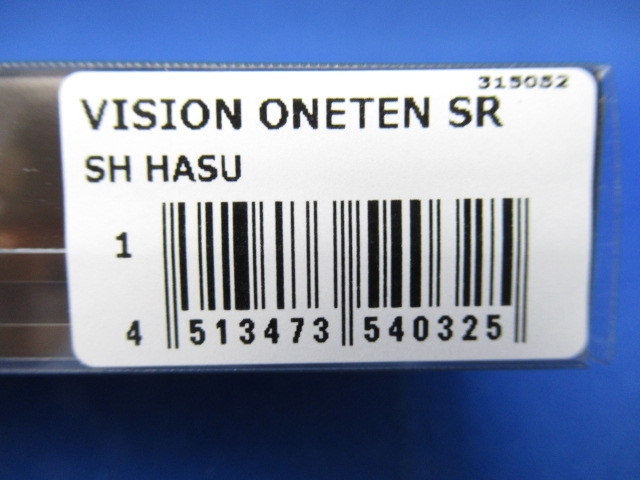 315052
VISION ONETEN SR
SH HASU
1
4 513473 540325